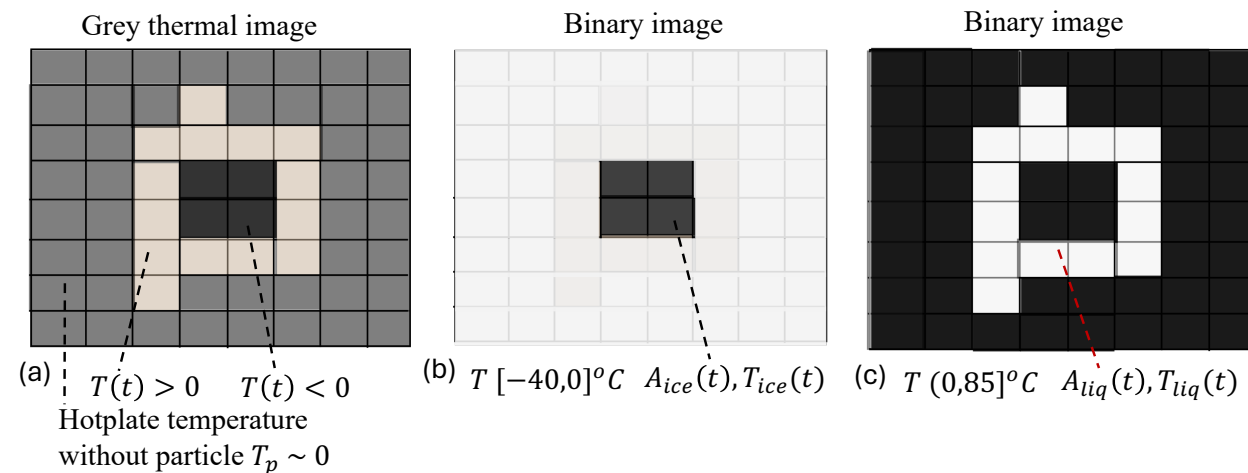 Grey thermal image
Binary image
Binary image
(a) T(t) > 0 T(t) < 0
(b) T [−40,0]°C A_ice(t), T_ice(t)
(c) T (0,85]°C A_liq(t), T_liq(t)
Hotplate temperature
without particle T_p ~ 0